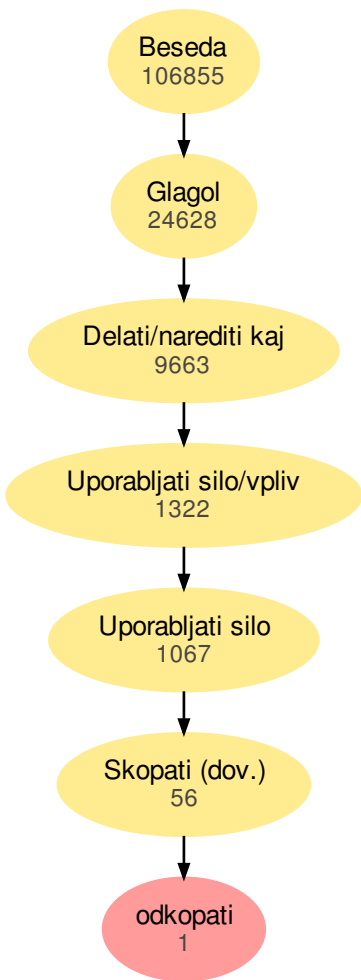 Beseda
106855
Glagol
24628
Delati/narediti kaj
9663
Uporabljati silo/vpliv
1322
Uporabljati silo
1067
Skopati (dov.)
56
odkopati
1